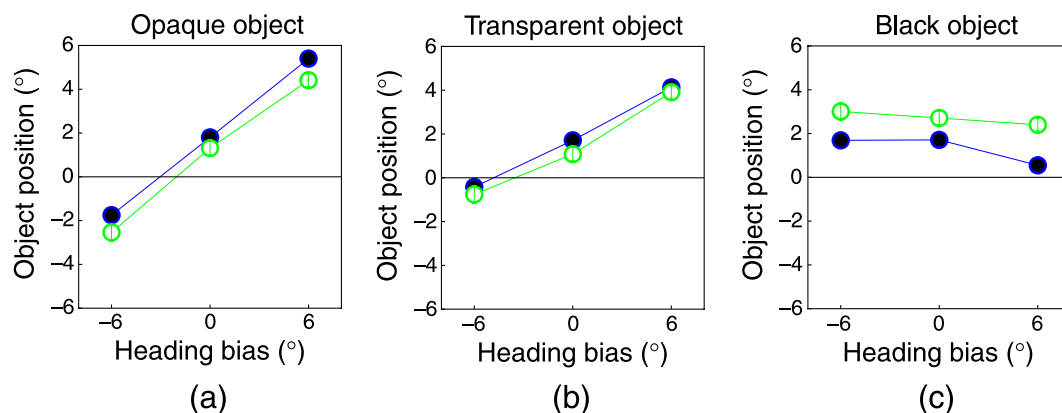 Opaque object
Object position (°)
6
4
2
0
−2
−4
−6
−6
0
6
Heading bias (°)
(a)
Transparent object
Object position (°)
6
4
2
0
−2
−4
−6
−6
0
6
Heading bias (°)
(b)
Black object
Object position (°)
6
4
2
0
−2
−4
−6
−6
0
6
Heading bias (°)
(c)